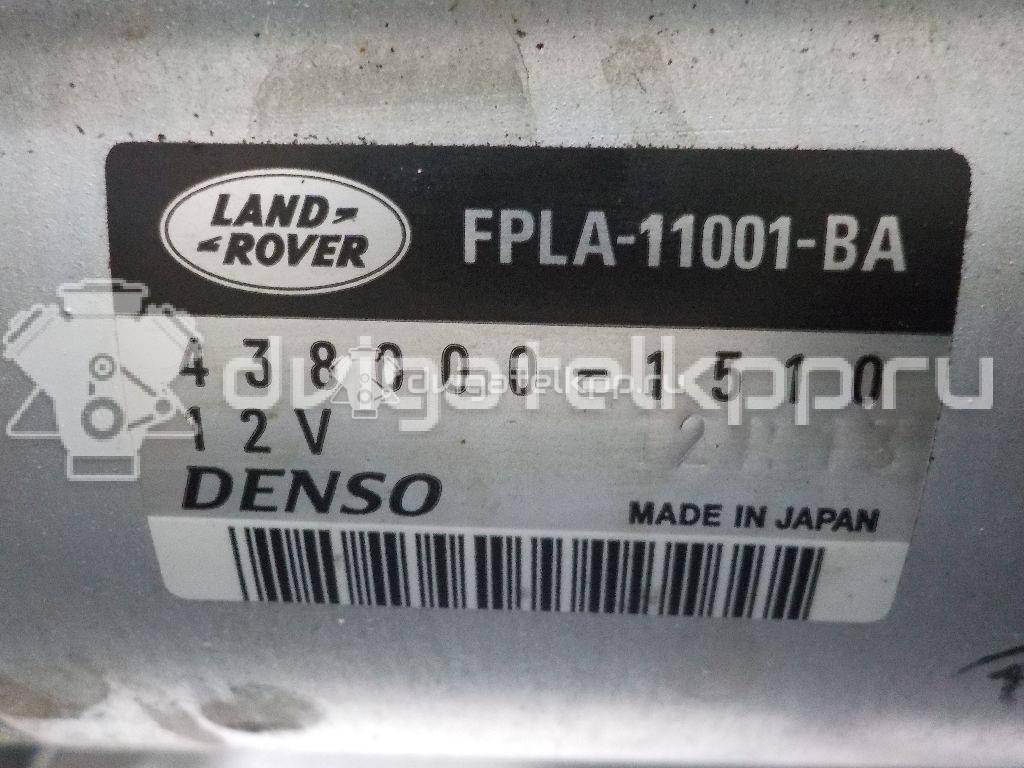 LAND
ROVER
FPLA-11001-BA
438000-1510
12V
DENSO
MADE IN JAPAN
dvigatelkpp.ru